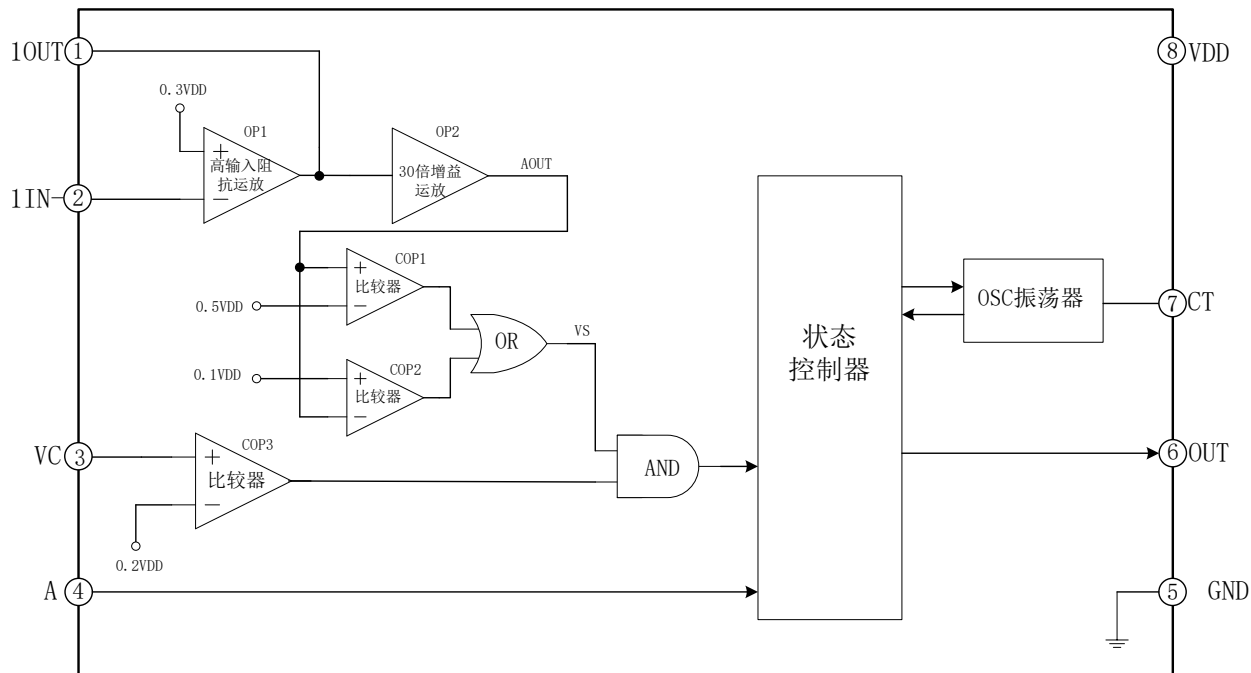 1OUT ①
⑧ VDD
0.3VDD
OP1
高输入阻
抗运放
+
−
OP2
30倍增益
运放
AOUT
1IN− ②
COP1
+
比较器
−
0.5VDD
OR
VS
OSC振荡器
⑦ CT
状态
控制器
0.1VDD
COP2
+
比较器
−
VC ③
COP3
+
比较器
−
AND
⑥ OUT
0.2VDD
A ④
⑤ GND